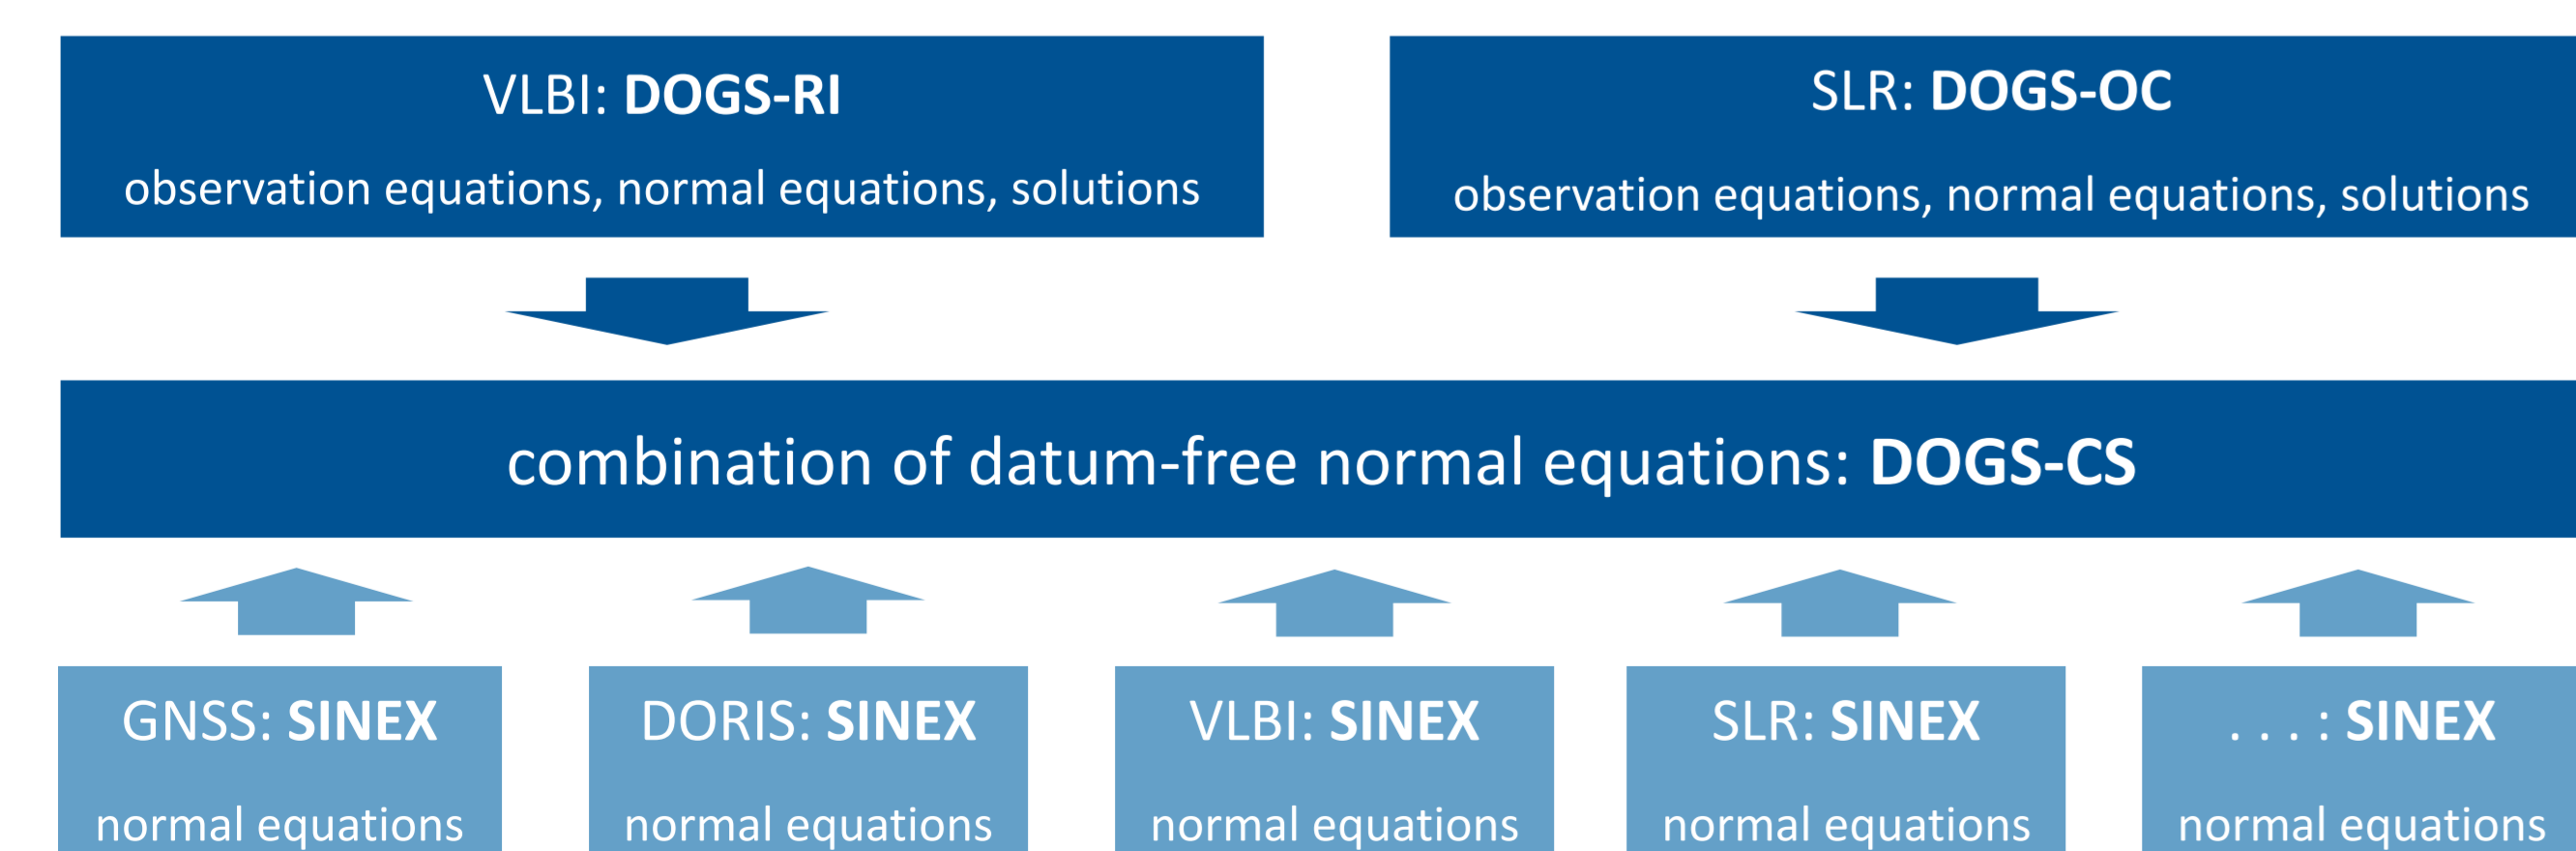 VLBI: DOGS-RI
observation equations, normal equations, solutions
SLR: DOGS-OC
observation equations, normal equations, solutions
combination of datum-free normal equations: DOGS-CS
GNSS: SINEX
normal equations
DORIS: SINEX
normal equations
VLBI: SINEX
normal equations
SLR: SINEX
normal equations
. . . : SINEX
normal equations